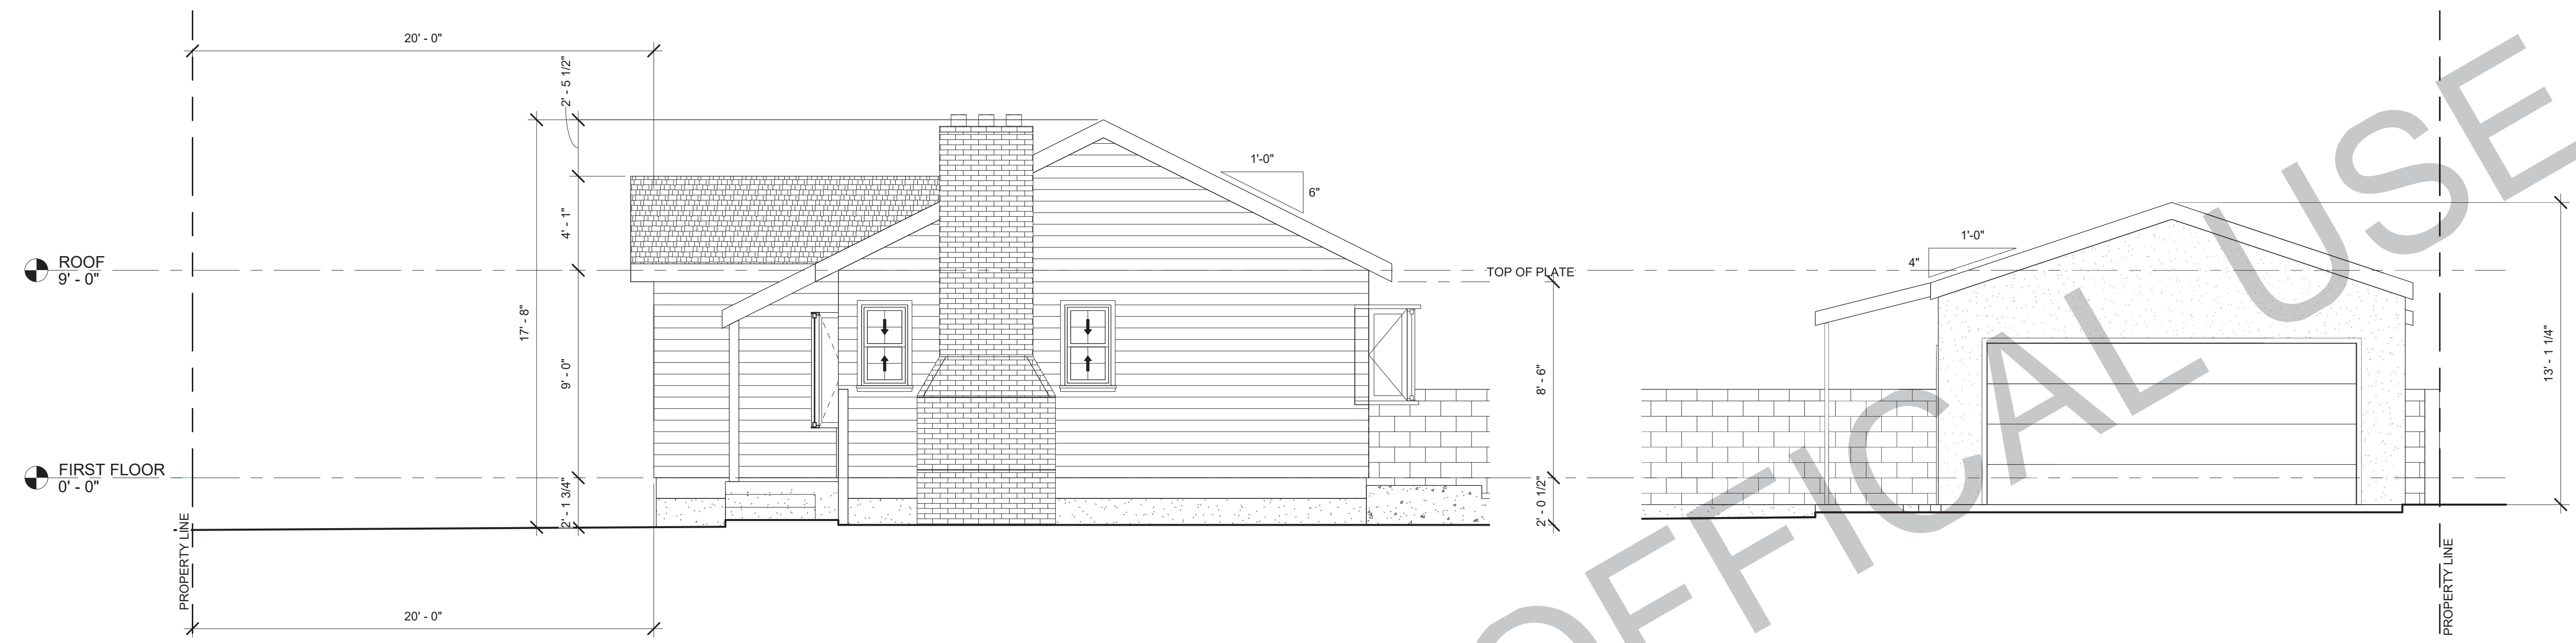 20' - 0"
2' - 5 1/2"
1'-0"
6"
4' - 1"
ROOF
9' - 0"
17' - 8"
9' - 0"
TOP OF PLATE
8' - 6"
FIRST FLOOR
0' - 0"
2' - 1 3/4"
2' - 0 1/2"
PROPERTY LINE
20' - 0"
1'-0"
4"
13' - 1 1/4"
PROPERTY LINE
OFFICAL USE